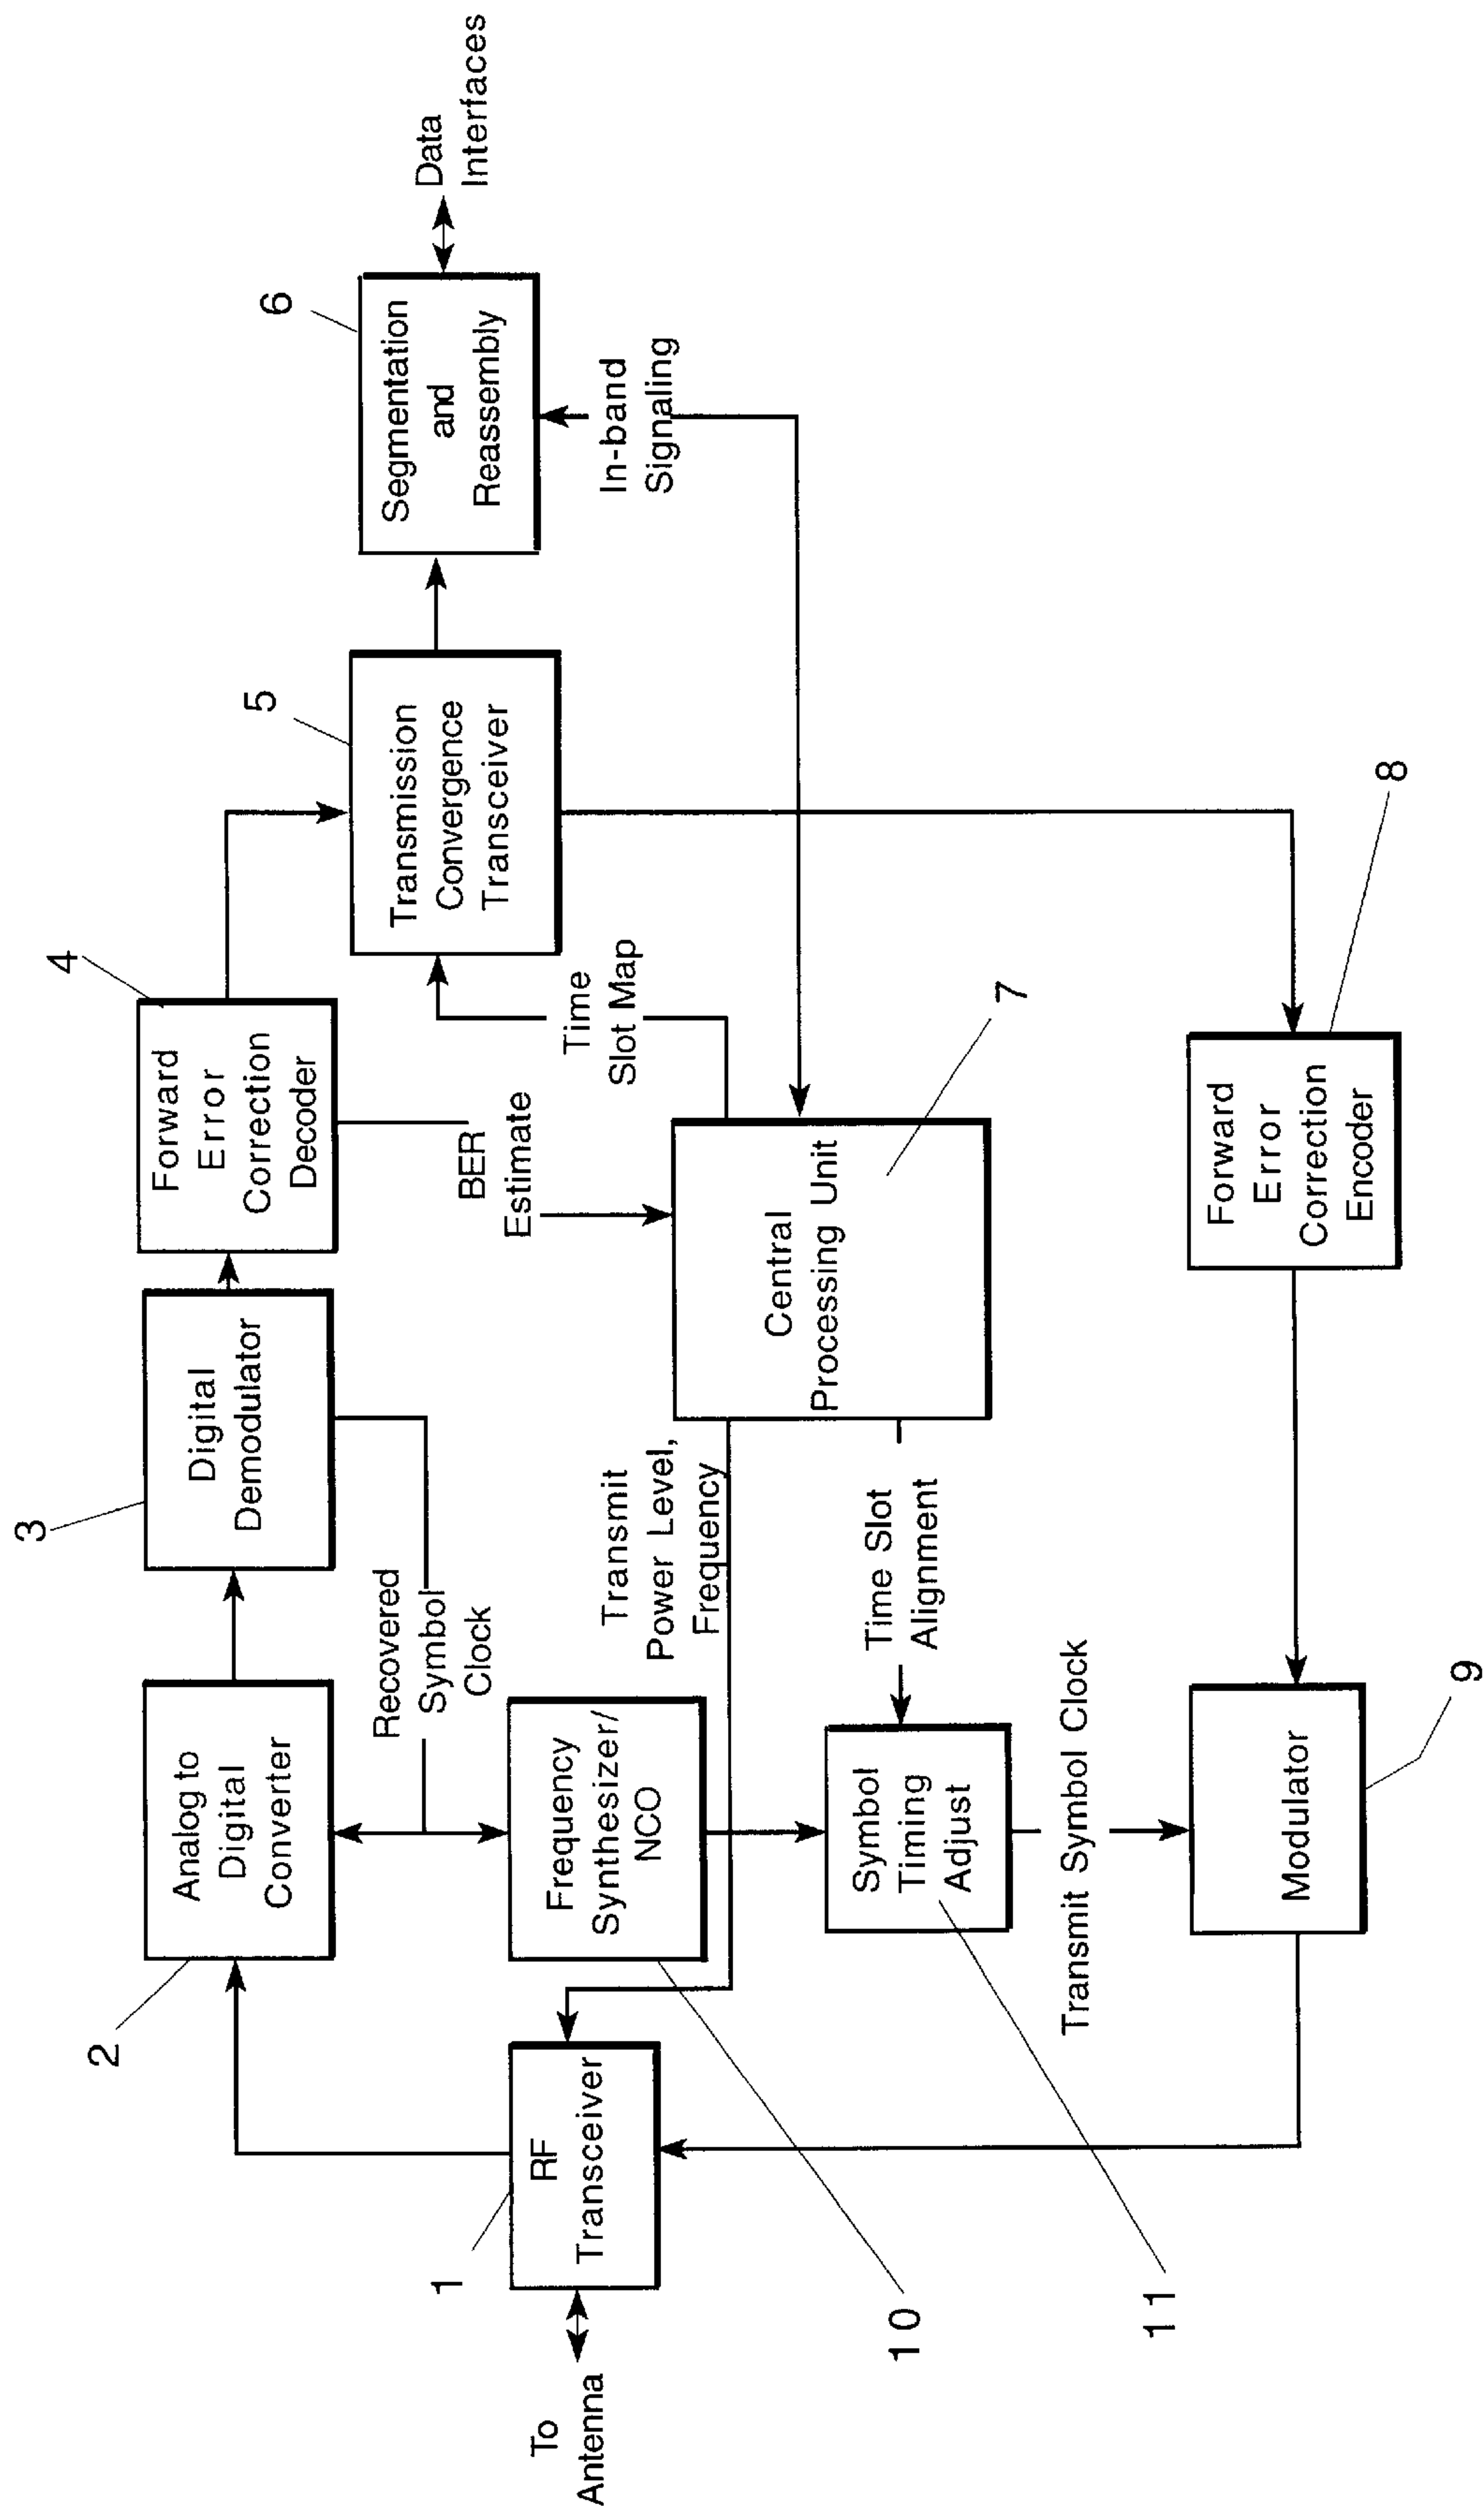 3
4
2
5
6
Analog to
Digital
Converter
Digital
Demodulator
Forward
Error
Correction
Decoder
Transmission
Convergence
Transceiver
Segmentation
and
Reassembly
Data
Interfaces
Recovered
Symbol
Clock
BER
Estimate
Time
Slot Map
In-band
Signaling
1
To
Antenna
RF
Transceiver
Frequency
Synthesizer/
NCO
Transmit
Power Level,
Frequency
Central
Processing Unit
7
10
Symbol
Timing
Adjust
Time Slot
Alignment
11
Transmit Symbol Clock
Modulator
9
Forward
Error
Correction
Encoder
8